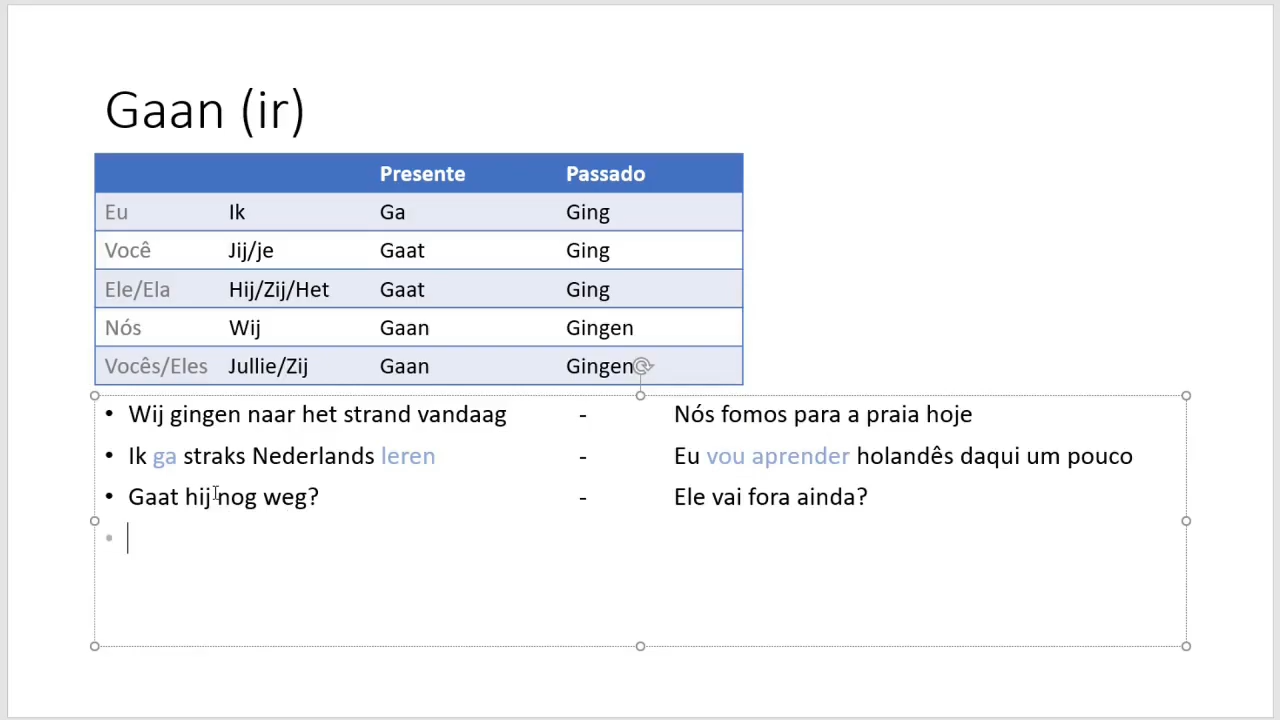 Gaan (ir)
Presente Passado
Eu Ik Ga Ging
Você Jij/je Gaat Ging
Ele/Ela Hij/Zij/Het Gaat Ging
Nós Wij Gaan Gingen
Vocês/Eles Jullie/Zij Gaan Gingen
• Wij gingen naar het strand vandaag - Nós fomos para a praia hoje
• Ik ga straks Nederlands leren - Eu vou aprender holandês daqui um pouco
• Gaat hij nog weg? - Ele vai fora ainda?
•